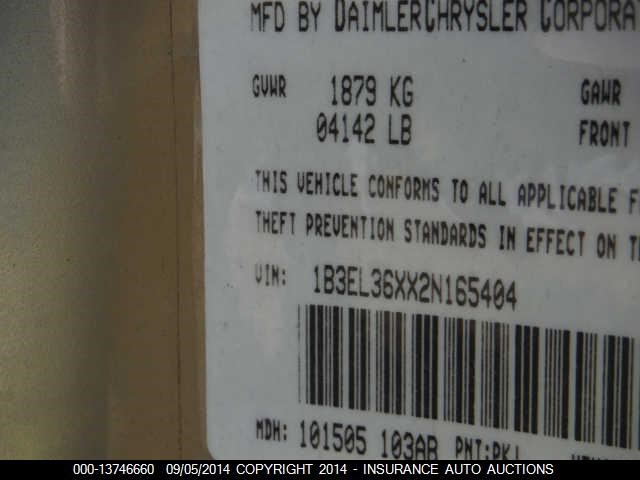 MFD BY DAIMLERCHRYSLER
GVWR 1879 KG GAWR
04142 LB FRONT
THIS VEHICLE CONFORMS TO ALL APPLICABLE
THEFT PREVENTION STANDARDS IN EFFECT ON
VIN: 1B3EL36XX2N165404
MDH: 101505 103AB PNT:
000-13746660 09/05/2014 COPYRIGHT 2014 - INSURANCE AUTO AUCTIONS